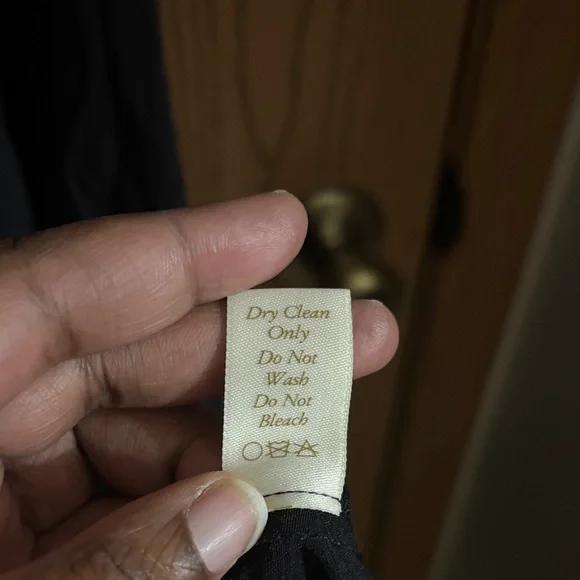 Dry Clean
Only
Do Not
Wash
Do Not
Bleach